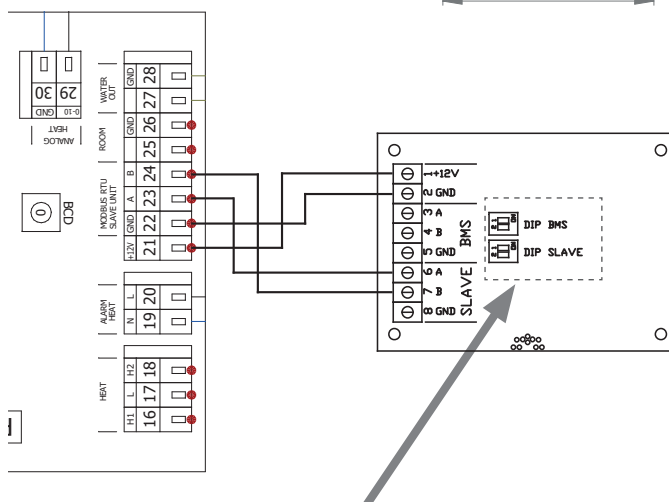 GND 28
WATER OUT
27
GND 26
ROOM
25
B 24
A 23
MODBUS RTU
SLAVE UNIT
GND 22
+12V 21
L 20
ALARM
HEAT
N 19
H2 18
HEAT
L 17
H1 16
30 29
GND 0-10
ANALOG
HEAT
BCD
0
1 +12V
2 GND
3 A
4 B
5 GND
BMS
6 A
7 B
8 GND
SLAVE
DIP BMS
DIP SLAVE